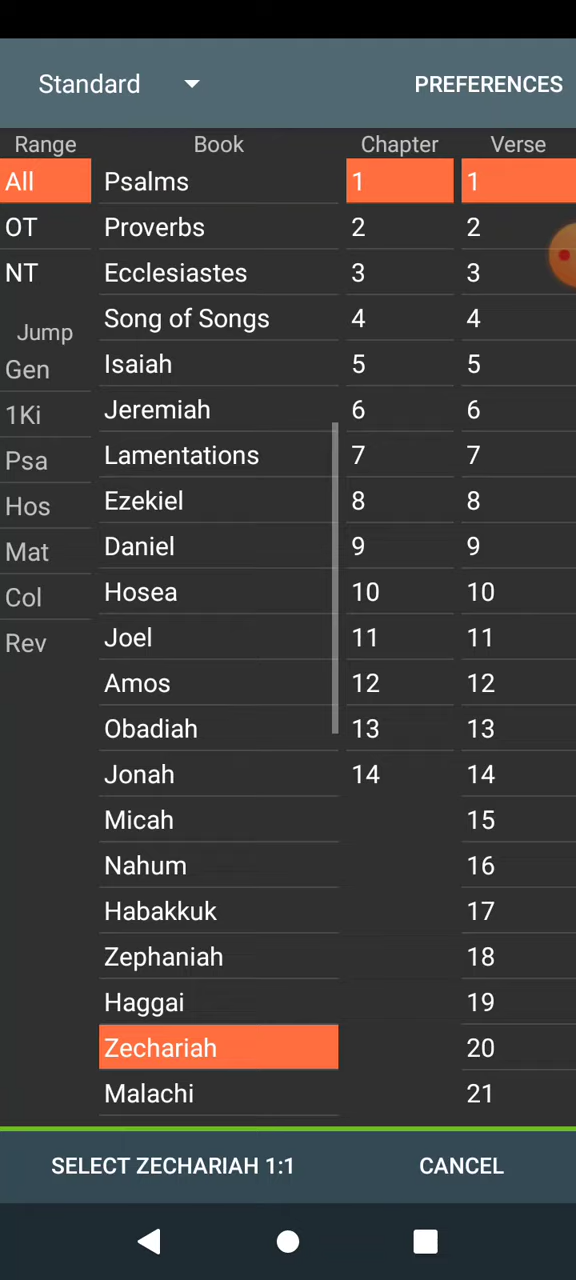 Standard
PREFERENCES
Range
Book
Chapter
Verse
All
Psalms
1
1
OT
Proverbs
2
2
NT
Ecclesiastes
3
3
Jump
Song of Songs
4
4
Gen
Isaiah
5
5
1Ki
Jeremiah
6
6
Psa
Lamentations
7
7
Hos
Ezekiel
8
8
Mat
Daniel
9
9
Col
Hosea
10
10
Rev
Joel
11
11
Amos
12
12
Obadiah
13
13
Jonah
14
14
Micah
15
Nahum
16
Habakkuk
17
Zephaniah
18
Haggai
19
Zechariah
20
Malachi
21
SELECT ZECHARIAH 1:1
CANCEL